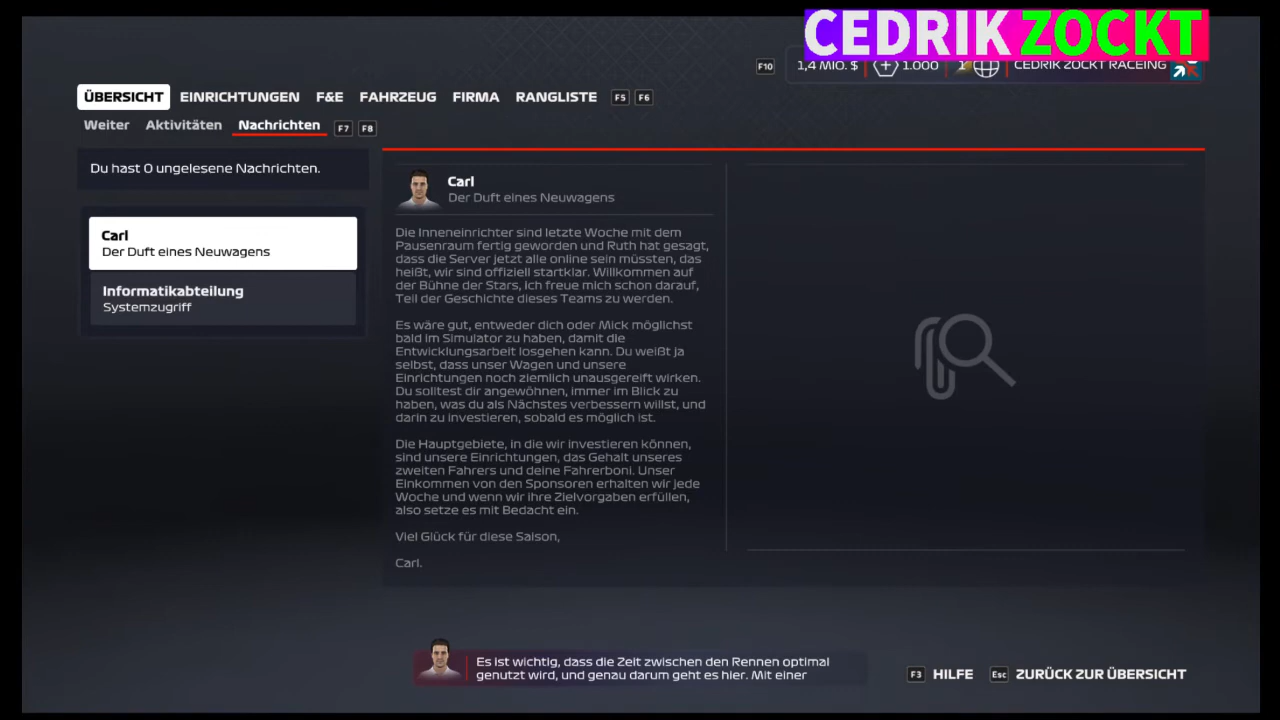 CEDRIK ZOCKT
F10 1,4 MIO. $ 1.000 CEDRIK ZOCKT RACEING
ÜBERSICHT EINRICHTUNGEN F&E FAHRZEUG FIRMA RANGLISTE F5 F6
Weiter Aktivitäten Nachrichten F7 F8
Du hast 0 ungelesene Nachrichten.
Carl
Der Duft eines Neuwagens
Informatikabteilung
Systemzugriff
Carl
Der Duft eines Neuwagens
Die Inneneinrichter sind letzte Woche mit dem
Pausenraum fertig geworden und Ruth hat gesagt,
dass die Server jetzt alle online sein müssten, das
heißt, wir sind offiziell startklar. Willkommen auf
der Bühne der Stars, ich freue mich schon darauf,
Teil der Geschichte dieses Teams zu werden.
Es wäre gut, entweder dich oder Mick möglichst
bald im Simulator zu haben, damit die
Entwicklungsarbeit losgehen kann. Du weißt ja
selbst, dass unser Wagen und unsere
Einrichtungen noch ziemlich unausgereift wirken.
Du solltest dir angewöhnen, immer im Blick zu
haben, was du als Nächstes verbessern willst, und
darin zu investieren, sobald es möglich ist.
Die Hauptgebiete, in die wir investieren können,
sind unsere Einrichtungen, das Gehalt unseres
zweiten Fahrers und deine Fahrerboni. Unser
Einkommen von den Sponsoren erhalten wir jede
Woche und wenn wir ihre Zielvorgaben erfüllen,
also setze es mit Bedacht ein.
Viel Glück für diese Saison,
Carl.
Es ist wichtig, dass die Zeit zwischen den Rennen optimal
genutzt wird, und genau darum geht es hier. Mit einer
F3 HILFE Esc ZURÜCK ZUR ÜBERSICHT